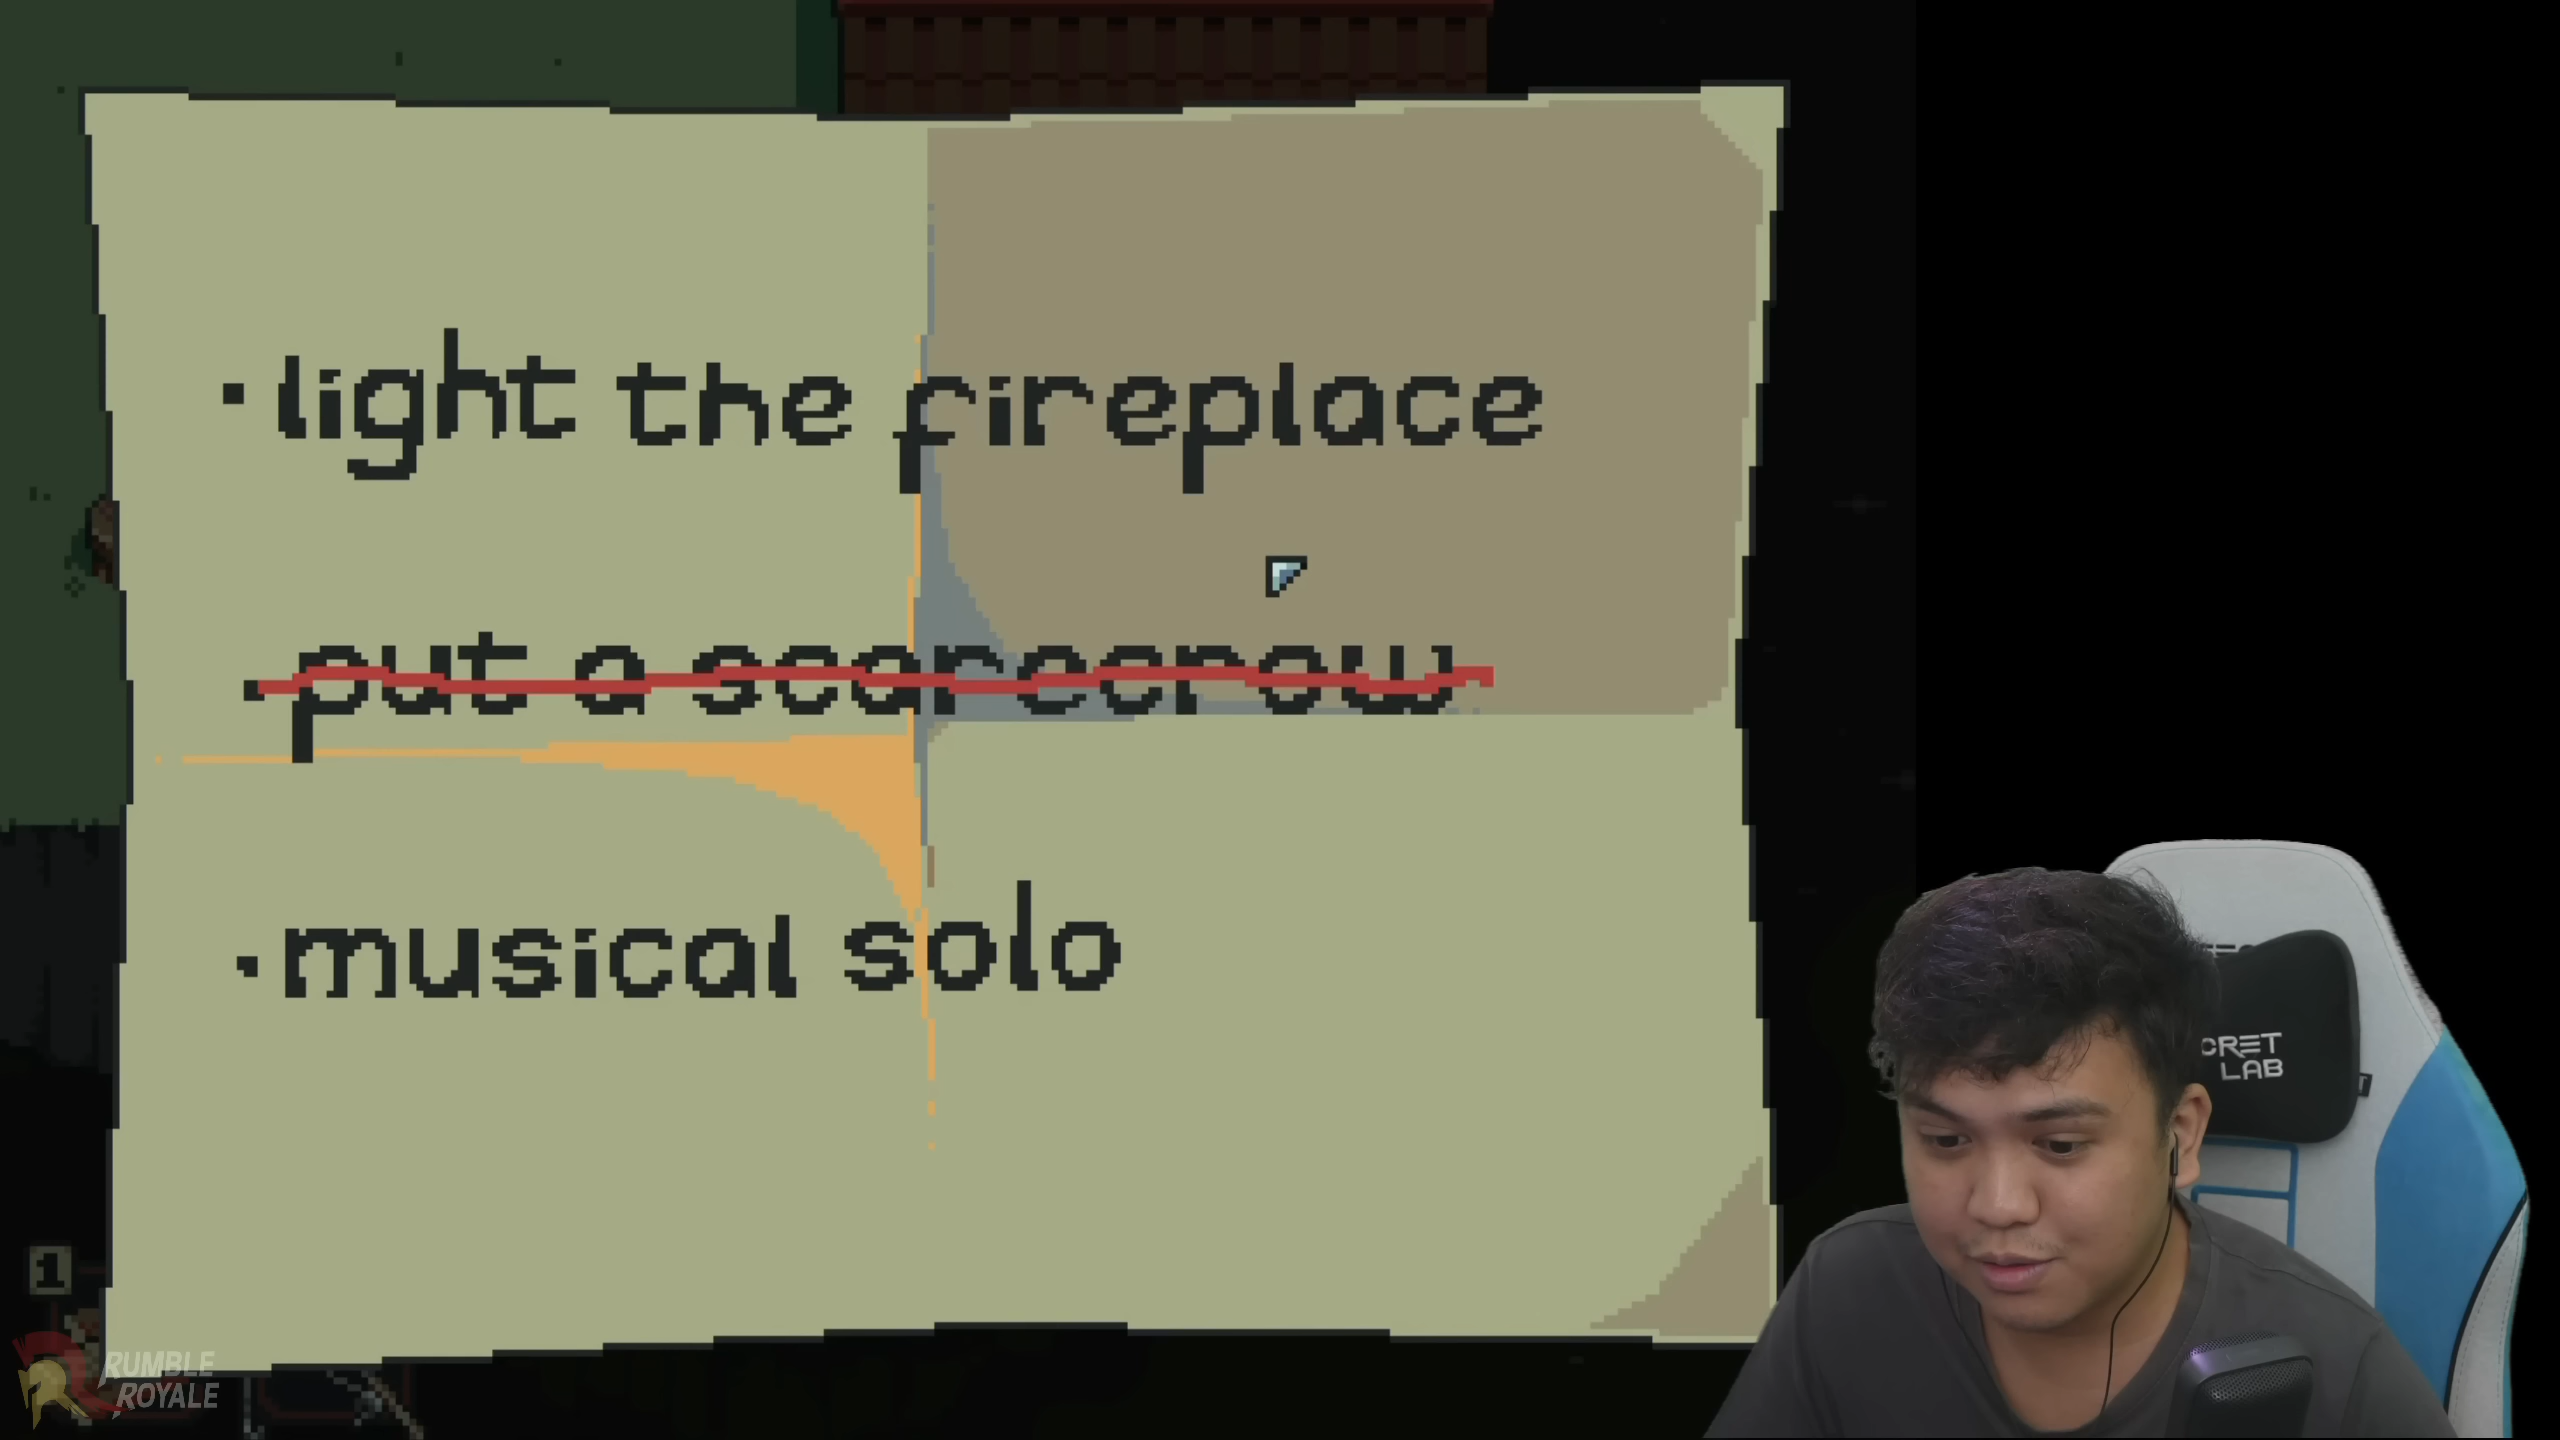 · light the fireplace
· put a scarecrow
· musical solo
1
RUMBLE
ROYALE
CRET
LAB